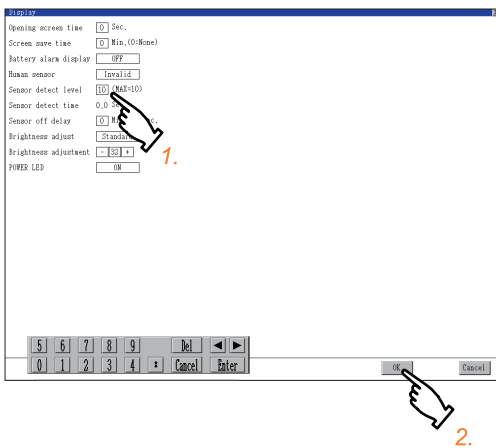 Display
Opening screen time 0 Sec.
Screen save time 0 Min.(0:None)
Battery alarm display OFF
Human sensor Invalid
Sensor detect level 10 (MAX=10)
Sensor detect time 0.0
Sensor off delay 0
Brightness adjust Standard
1.
Brightness adjustment - 32 +
POWER LED ON
5 6 7 8 9 Del ◀ ▶
0 1 2 3 4 Cancel Enter
OK Cancel
2.